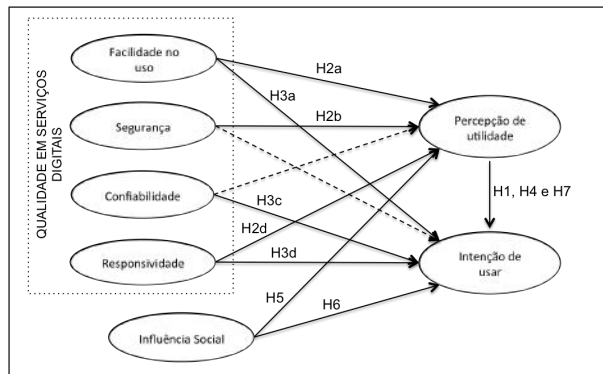 QUALIDADE EM SERVIÇOS
DIGITAIS
Facilidade no
uso
Segurança
Confiabilidade
Responsividade
Influência Social
H2a
H3a
H2b
H3c
H2d
H3d
H5
H6
Percepção de
utilidade
H1, H4 e H7
Intenção de
usar